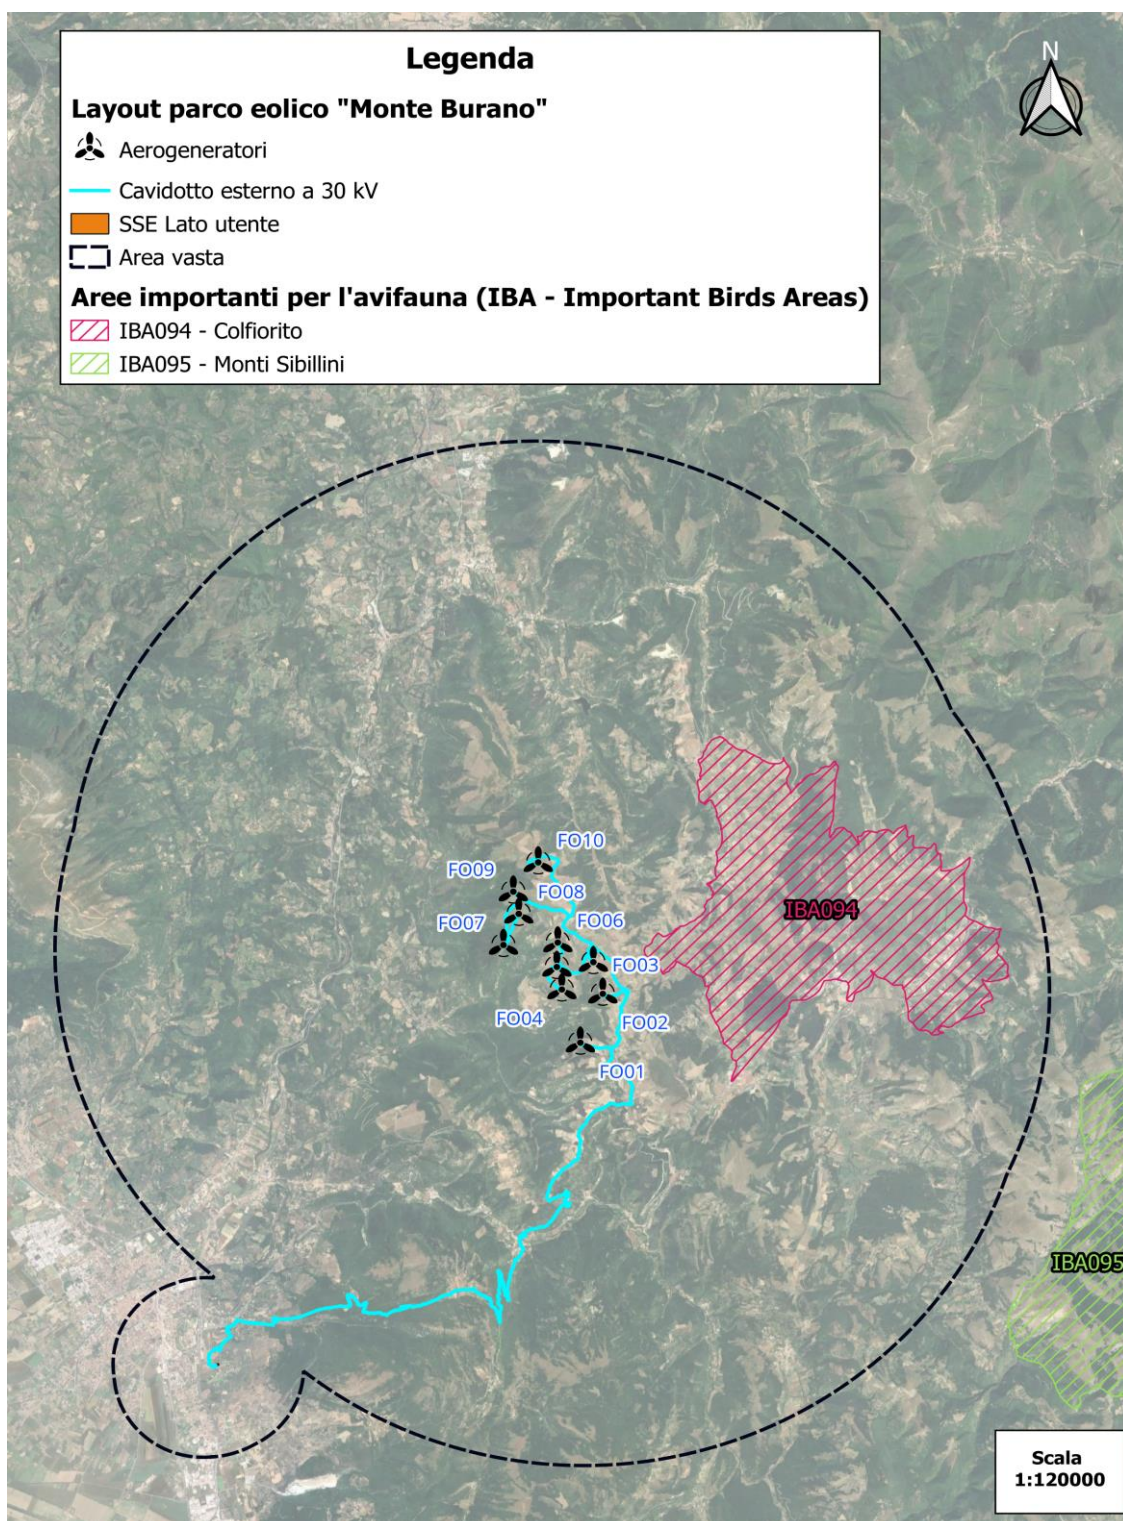 Legenda
Layout parco eolico "Monte Burano"
Aerogeneratori
Cavidotto esterno a 30 kV
SSE Lato utente
Area vasta
Aree importanti per l'avifauna (IBA - Important Birds Areas)
IBA094 - Colfiorito
IBA095 - Monti Sibillini
N
FO10
FO09
FO08
FO07
FO06
IBA094
FO03
FO04
FO02
FO01
IBA095
Scala
1:120000